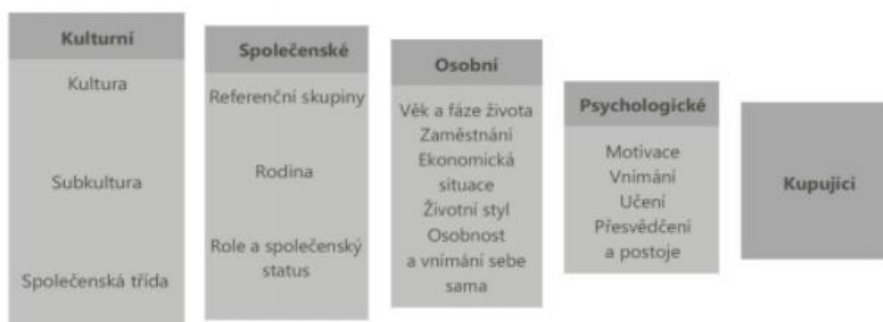 Kulturní
Kultura
Subkultura
Společenská třída
Společenské
Referenční skupiny
Rodina
Role a společenský
status
Osobní
Věk a fáze života
Zaměstnání
Ekonomická
situace
Životní styl
Osobnost
a vnímání sebe
sama
Psychologické
Motivace
Vnímání
Učení
Přesvědčení
a postoje
Kupující